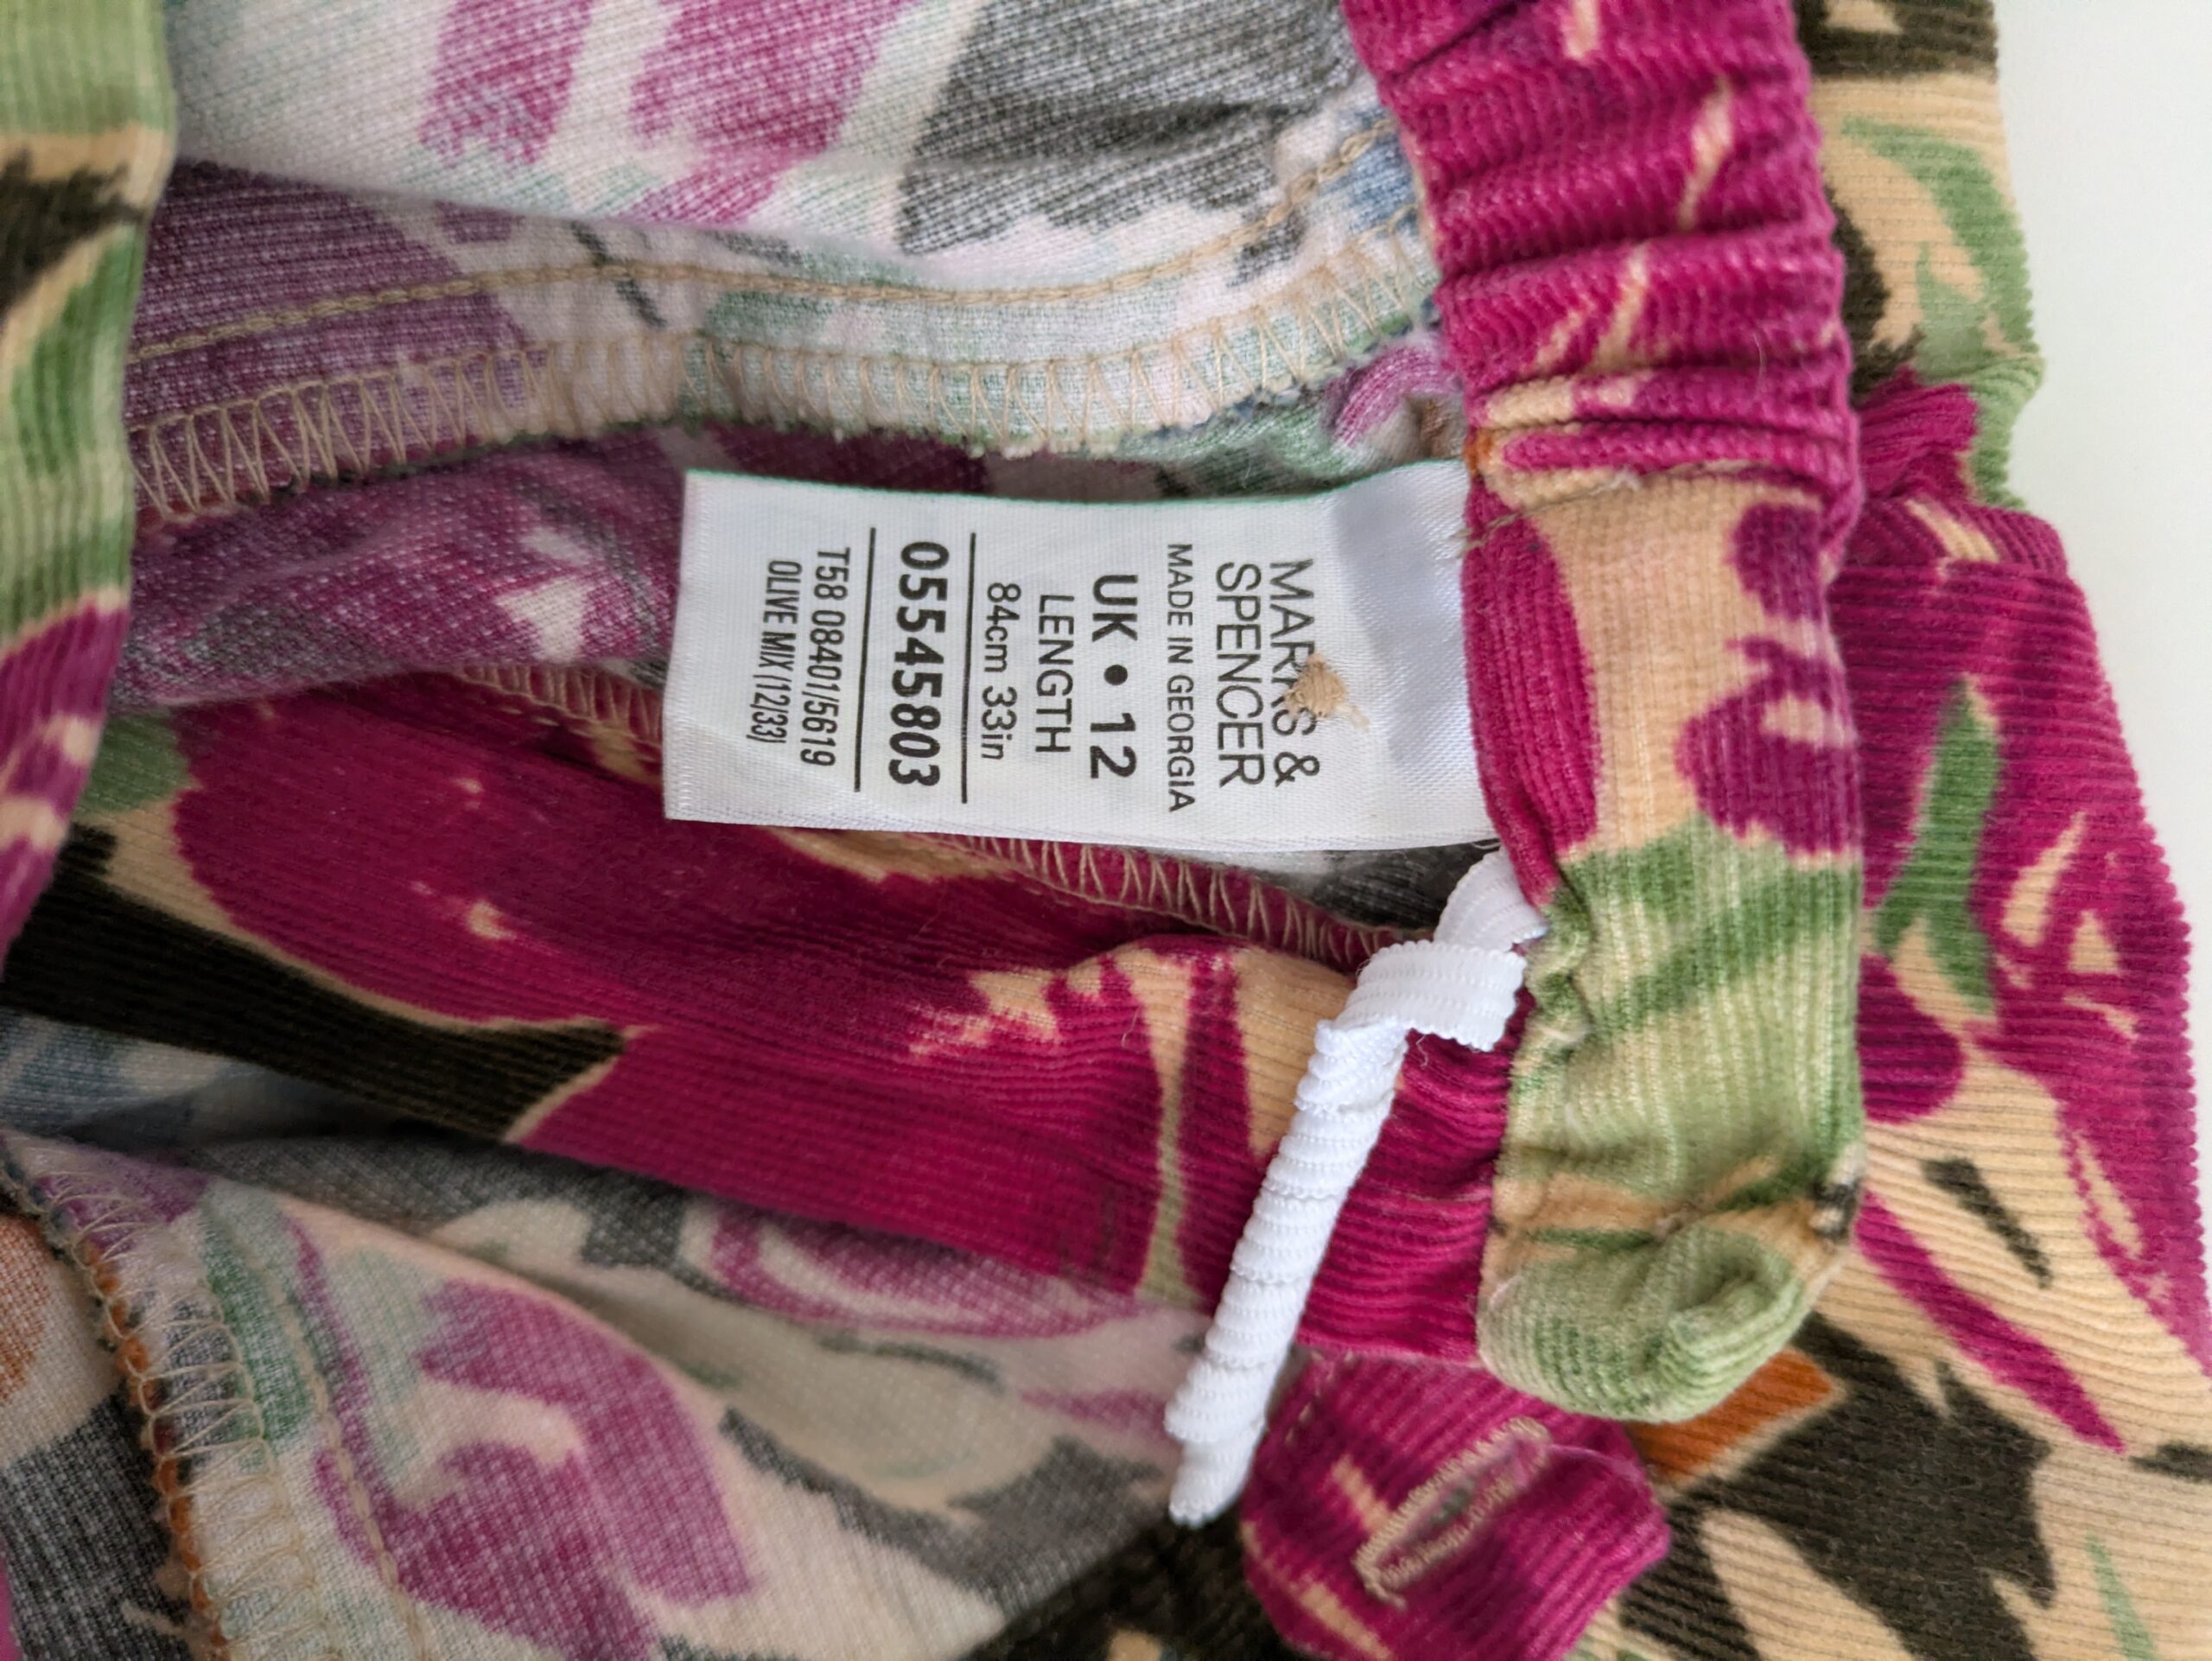 MARKS &
SPENCER
MADE IN GEORGIA
UK • 12
LENGTH
84cm 33in
05545803
T58 08401/5619
OLIVE MIX (12/33)